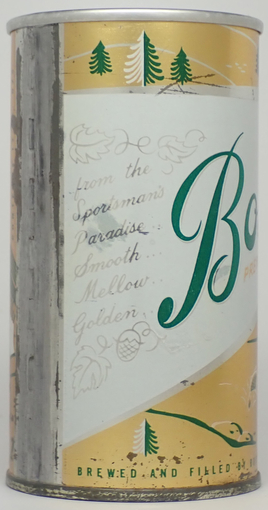 from the
Sportsman's
Paradise...
Smooth...
Mellow...
Golden...
Bo
BREWED AND FILLED